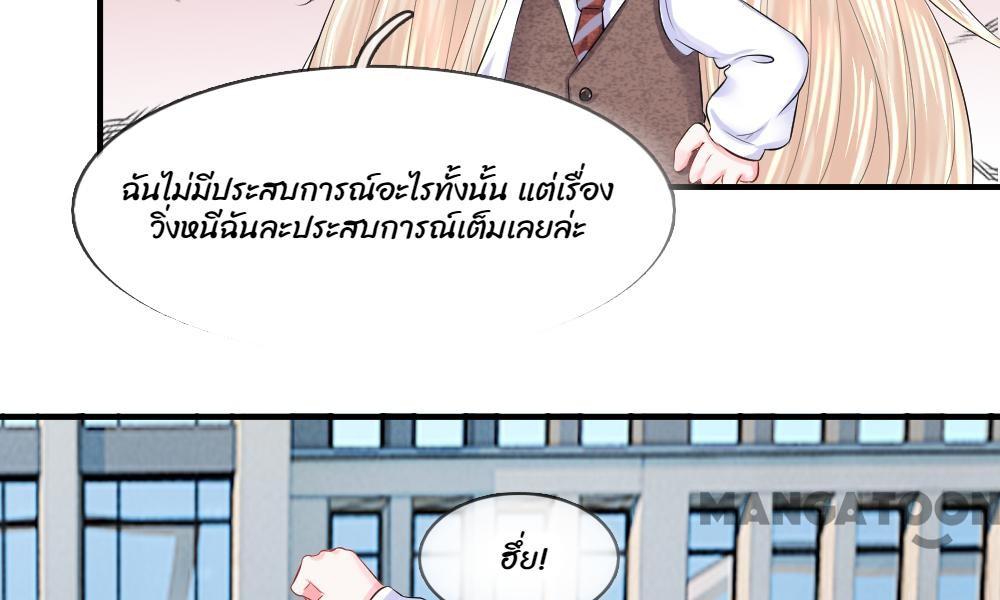 ฉันไม่มีประสบการณ์อะไรทั้งนั้น แต่เรื่อง
วิ่งหนีฉันละประสบการณ์เต็มเลยล่ะ
MANGATOON
ฮึ่ย!